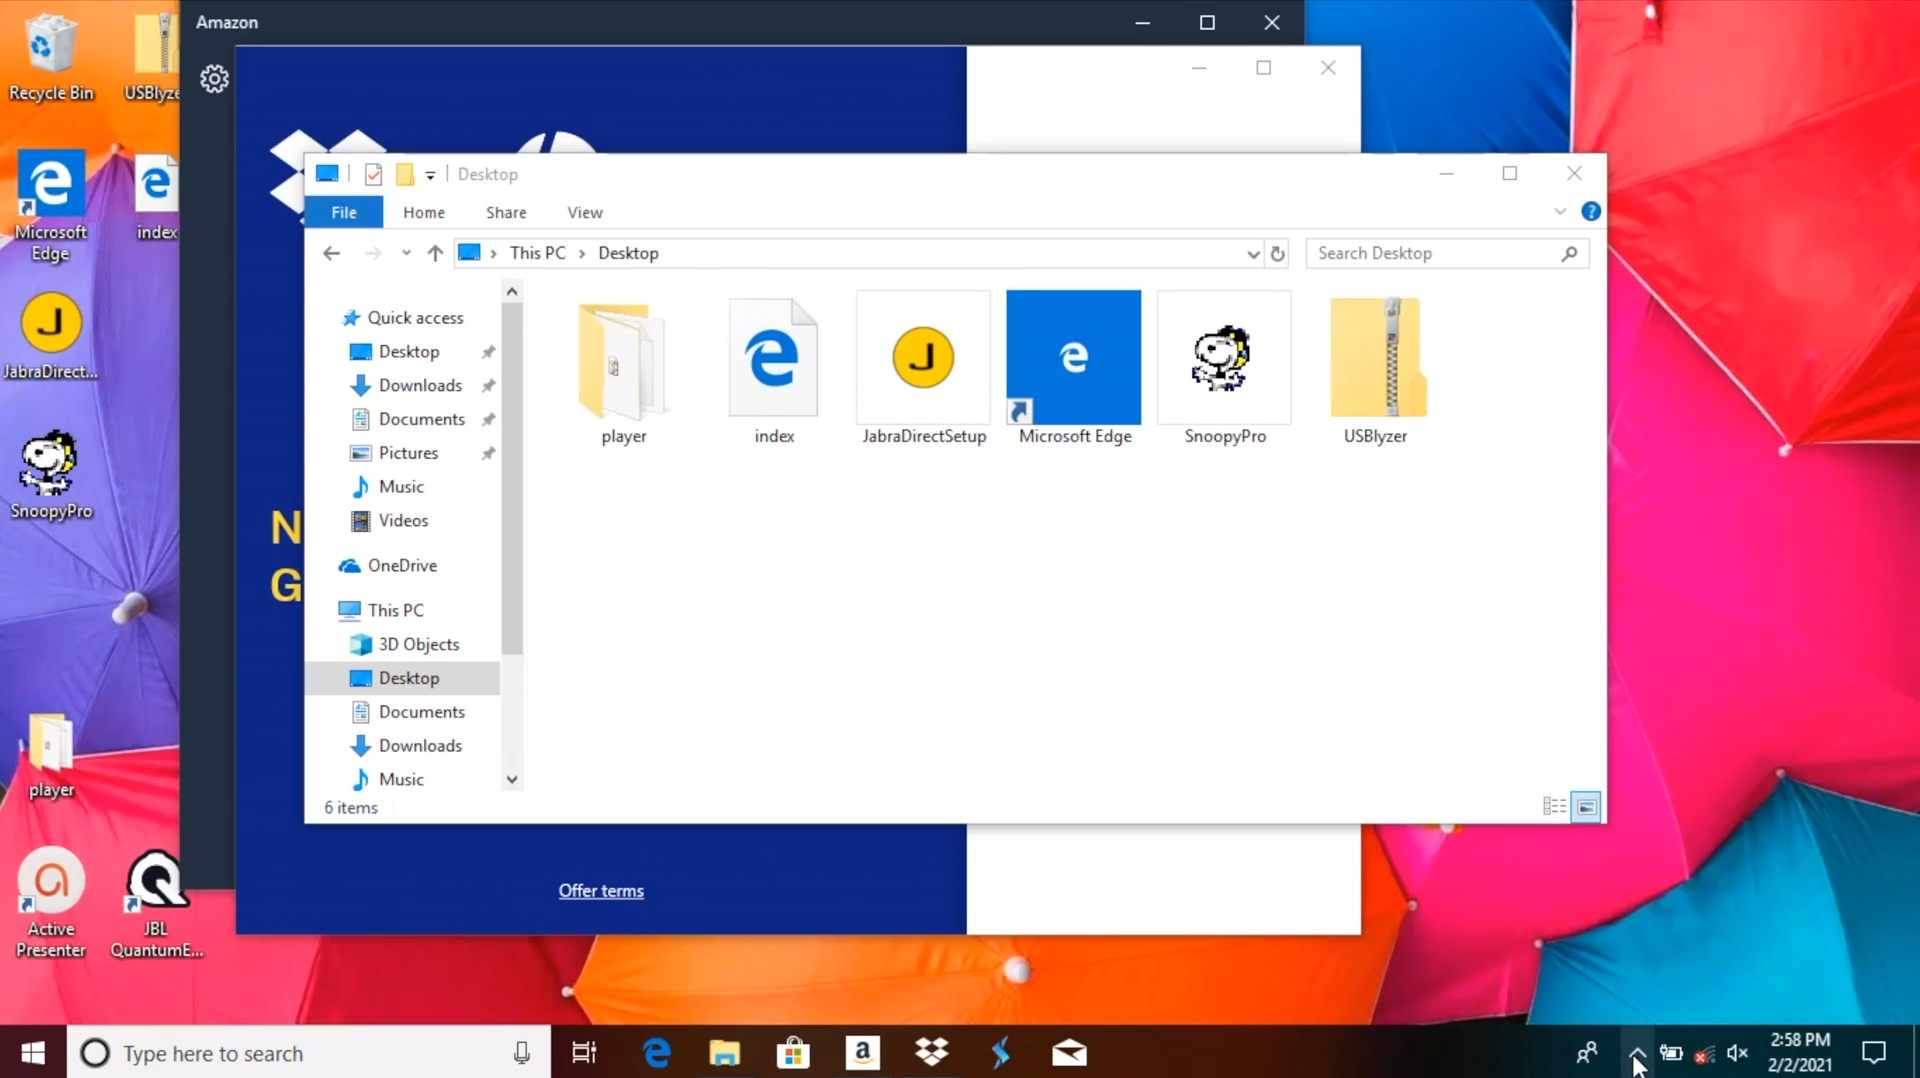 Amazon
Recycle Bin
USBlyze
Microsoft
Edge
index
JabraDirect...
SnoopyPro
player
Active
Presenter
JBL
QuantumE...
N
G
Offer terms
Desktop
File
Home
Share
View
This PC
Desktop
Search Desktop
Quick access
Desktop
Downloads
Documents
Pictures
Music
Videos
OneDrive
This PC
3D Objects
Desktop
Documents
Downloads
Music
player
index
JabraDirectSetup
Microsoft Edge
SnoopyPro
USBlyzer
6 items
Type here to search
2:58 PM
2/2/2021